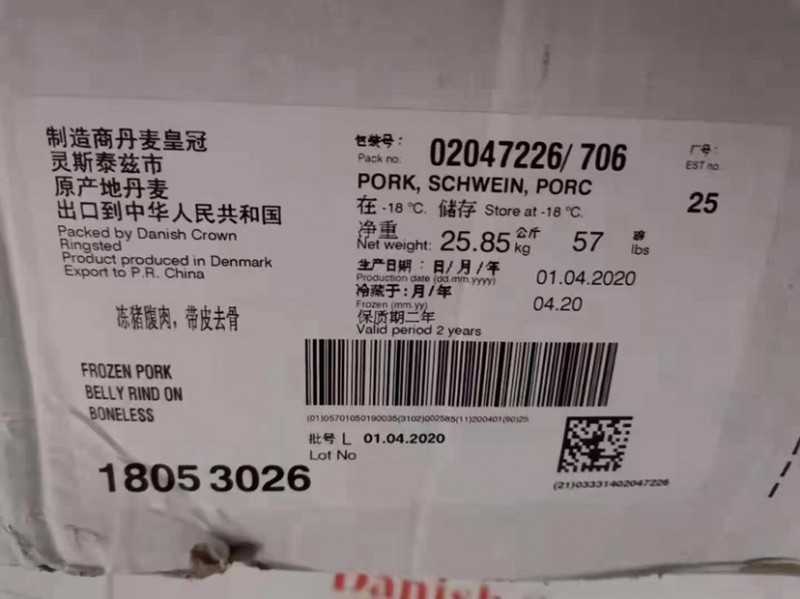 制造商丹麦皇冠
灵斯泰兹市
原产地丹麦
出口到中华人民共和国
Packed by Danish Crown
Ringsted
Product produced in Denmark
Export to P.R. China
冻猪腹肉，带皮去骨
FROZEN PORK
BELLY RIND ON
BONELESS
18053026
包装号：
Pack no: 02047226/ 706
厂号：
EST no. 25
PORK, SCHWEIN, PORC
在 -18 °C. 储存 Store at -18 °C.
净重
Net weight: 25.85 公斤 kg 57 磅 lbs
生产日期：日/月/年
Production date (dd.mm.yyyy) 01.04.2020
冷藏于：月/年
Frozen (mm.yy) 04.20
保质期二年
Valid period 2 years
(01)05701050190035(3102)002585(11)200401(90)25
批号 L 01.04.2020
Lot No
(21)03331402047226
Danish